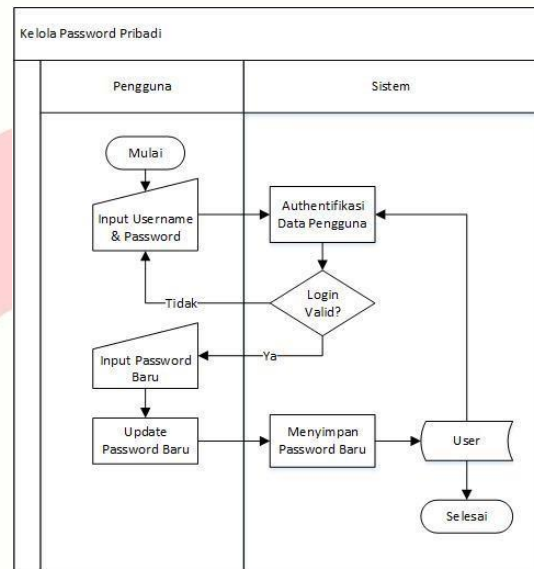 Kelola Password Pribadi
Pengguna
Sistem
Mulai
Input Username
& Password
Authentifikasi
Data Pengguna
Login
Valid?
Tidak
Ya
Input Password
Baru
Update
Password Baru
Menyimpan
Password Baru
User
Selesai